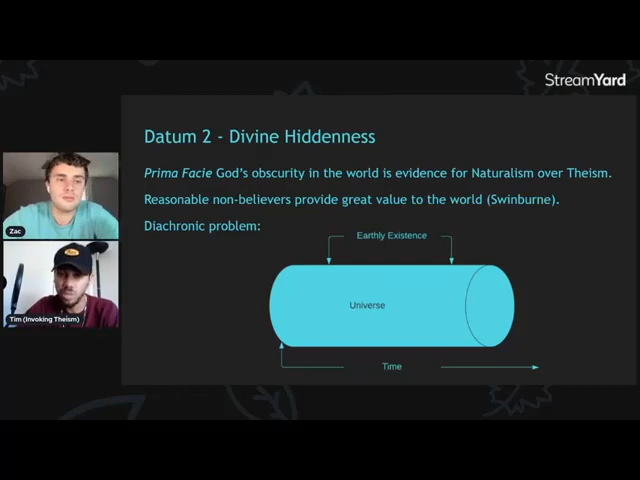 StreamYard
Datum 2 - Divine Hiddenness
Prima Facie God's obscurity in the world is evidence for Naturalism over Theism.
Reasonable non-believers provide great value to the world (Swinburne).
Zac
Diachronic problem:
Earthly Existence
Universe
Tim (Invoking Theism)
Time